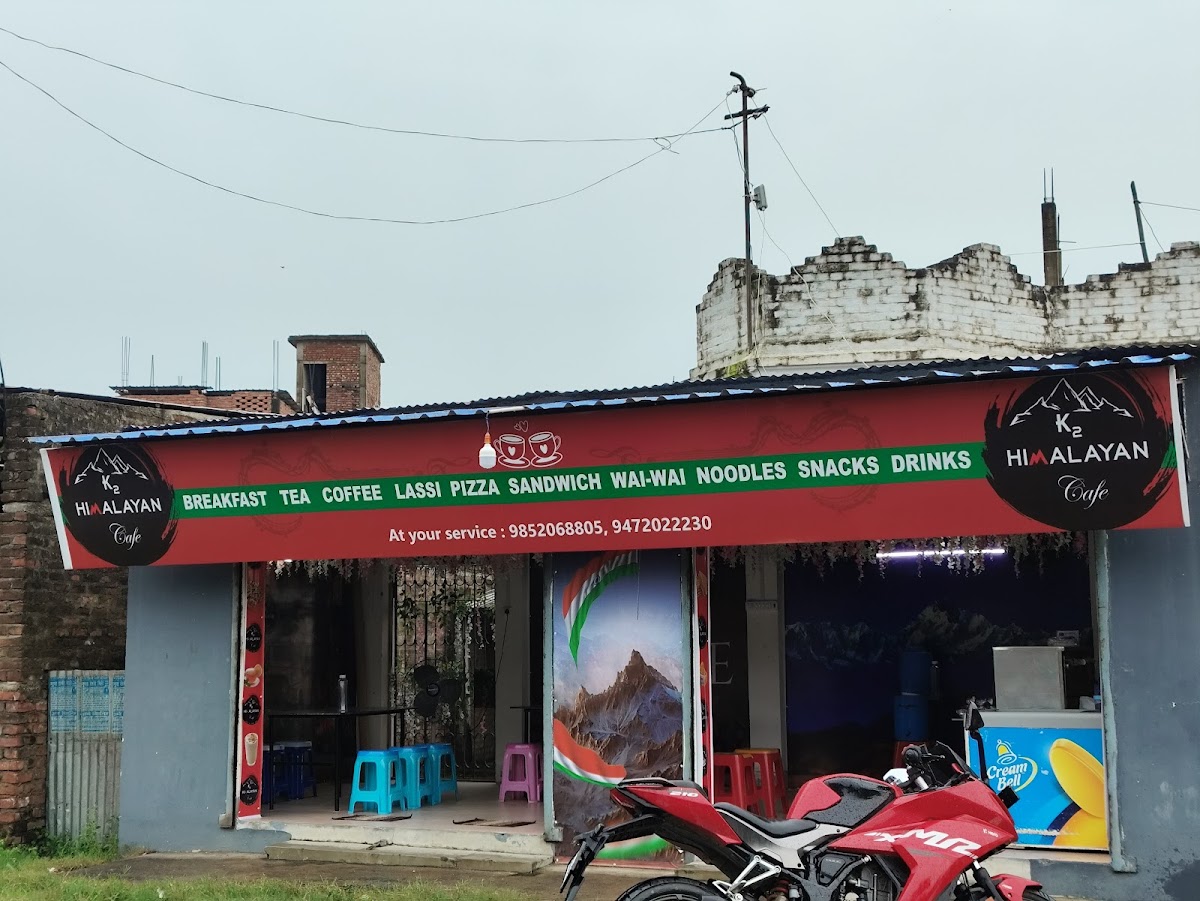 K2
HIMALAYAN
Cafe
BREAKFAST TEA COFFEE LASSI PIZZA SANDWICH WAI-WAI NOODLES SNACKS DRINKS
At your service : 9852068805, 9472022230
K2
HIMALAYAN
Cafe
Cream
Bell
XMR
210